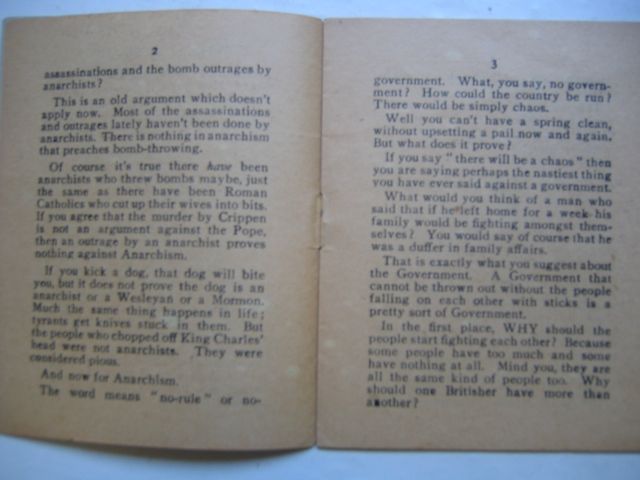 2
assassinations and the bomb outrages by
anarchists?
This is an old argument which doesn't
apply now. Most of the assassinations
and outrages lately haven't been done by
anarchists. There is nothing in anarchism
that preaches bomb-throwing.
Of course it's true there have been
anarchists who threw bombs maybe, just
the same as there have been Roman
Catholics who cut up their wives into bits.
If you agree that the murder by Crippen
is not an argument against the Pope,
then an outrage by an anarchist proves
nothing against Anarchism.
If you kick a dog, that dog will bite
you, but it does not prove the dog is an
anarchist or a Wesleyan or a Mormon.
Much the same thing happens in life;
tyrants get knives stuck in them. But
the people who chopped off King Charles'
head were not anarchists. They were
considered pious.
And now for Anarchism.
The word means "no-rule" or no-
3
government. What, you say, no govern-
ment? How could the country be run?
There would be simply chaos.
Well you can't have a spring clean,
without upsetting a pail now and again.
But what does it prove?
If you say "there will be a chaos" then
you are saying perhaps the nastiest thing
you have ever said against a government.
What would you think of a man who
said that if he left home for a week his
family would be fighting amongst them-
selves? You would say of course that he
was a duffer in family affairs.
That is exactly what you suggest about
the Government. A Government that
cannot be thrown out without the people
falling on each other with sticks is a
pretty sort of Government.
In the first place, WHY should the
people start fighting each other? Because
some people have too much and some
have nothing at all. Mind you, they are
all the same kind of people too. Why
should one Britisher have more than
another?